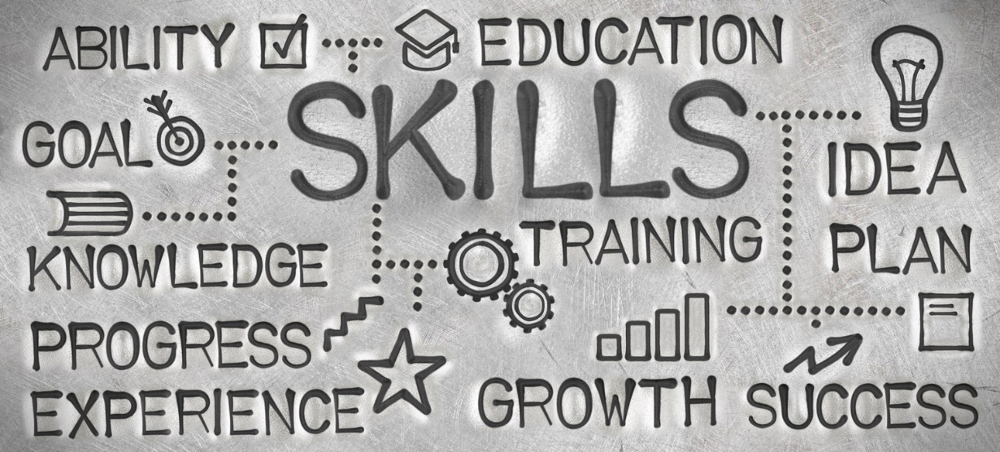 ABILITY
EDUCATION
SKILLS
GOAL
IDEA
KNOWLEDGE
TRAINING
PLAN
PROGRESS
EXPERIENCE
GROWTH
SUCCESS